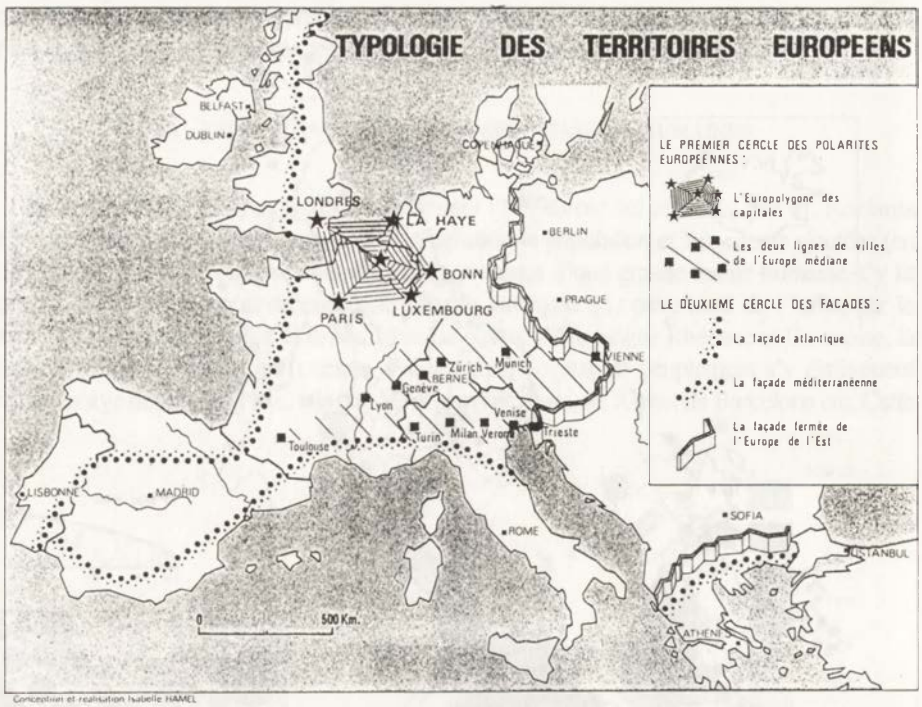 TYPOLOGIE DES TERRITOIRES EUROPEENS
LE PREMIER CERCLE DES POLARITES
EUROPEENNES :
L'Europolygone des
capitales
Les deux lignes de villes
de l'Europe médiane
LE DEUXIEME CERCLE DES FACADES :
La façade atlantique
La façade méditerranéenne
La façade fermée de
l'Europe de l'Est
BELFAST
DUBLIN
COPENHAGUE
LONDRES
LA HAYE
BERLIN
BONN
PRAGUE
PARIS
LUXEMBOURG
VIENNE
Zürich
Munich
BERNE
Genève
Lyon
Venise
Toulouse
Turin
Milan
Verone
Trieste
LISBONNE
MADRID
ROME
SOFIA
ISTANBUL
ATHENES
0 500 Km.
Conception et realisation Isabelle HAMEL